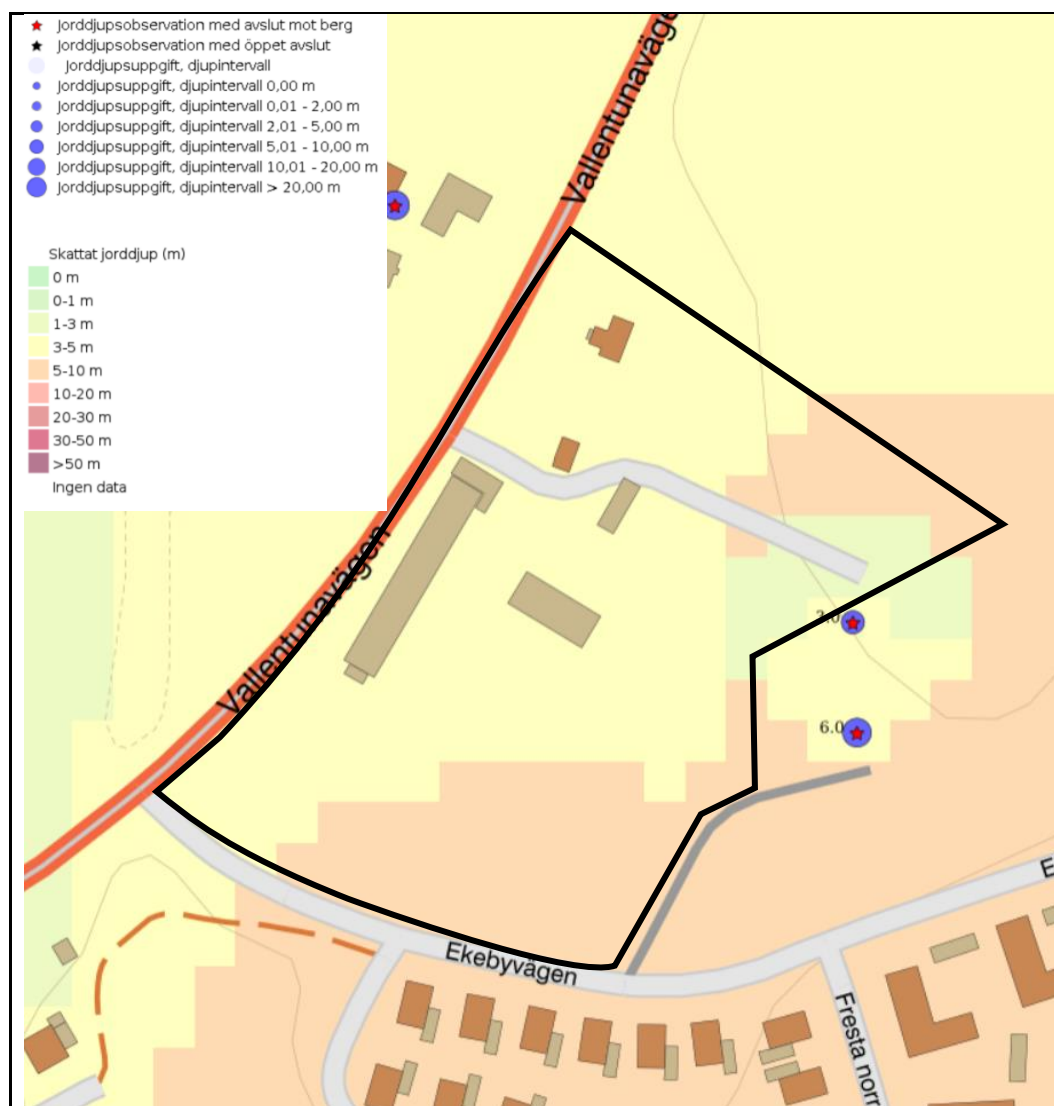 Jorddjupsobservation med avslut mot berg
Jorddjupsobservation med öppet avslut
Jorddjupsuppgift, djupintervall
Jorddjupsuppgift, djupintervall 0,00 m
Jorddjupsuppgift, djupintervall 0,01 - 2,00 m
Jorddjupsuppgift, djupintervall 2,01 - 5,00 m
Jorddjupsuppgift, djupintervall 5,01 - 10,00 m
Jorddjupsuppgift, djupintervall 10,01 - 20,00 m
Jorddjupsuppgift, djupintervall > 20,00 m
Skattat jorddjup (m)
0 m
0-1 m
1-3 m
3-5 m
5-10 m
10-20 m
20-30 m
30-50 m
>50 m
Ingen data
Vallentunaväge
Vallentunavägen
6.0
Ekebyvägen
Fresta norr